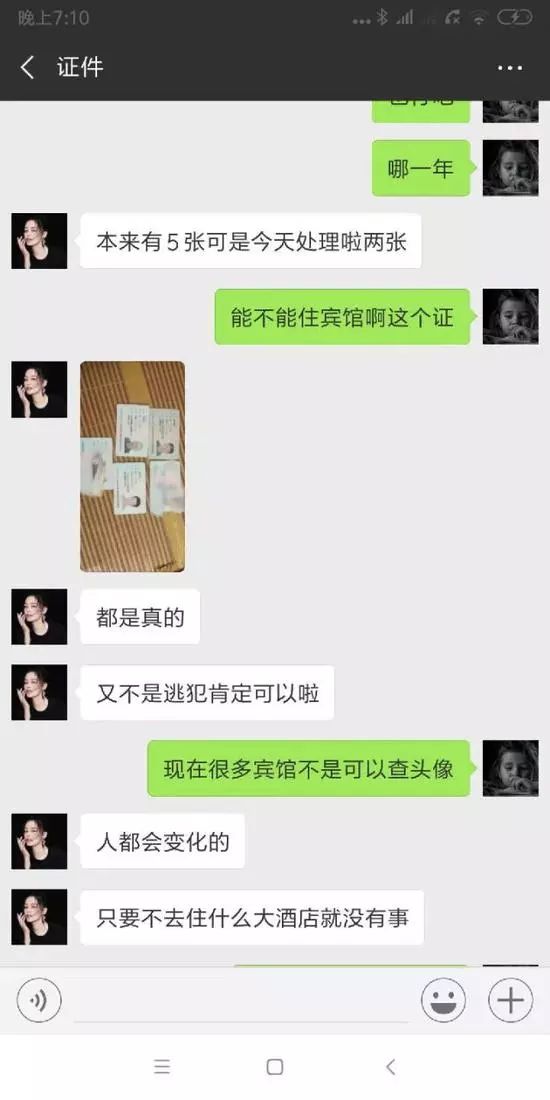 晚上7:10
证件
哪一年
本来有5张可是今天处理啦两张
能不能住宾馆啊这个证
都是真的
又不是逃犯肯定可以啦
现在很多宾馆不是可以查头像
人都会变化的
只要不去住什么大酒店就没有事